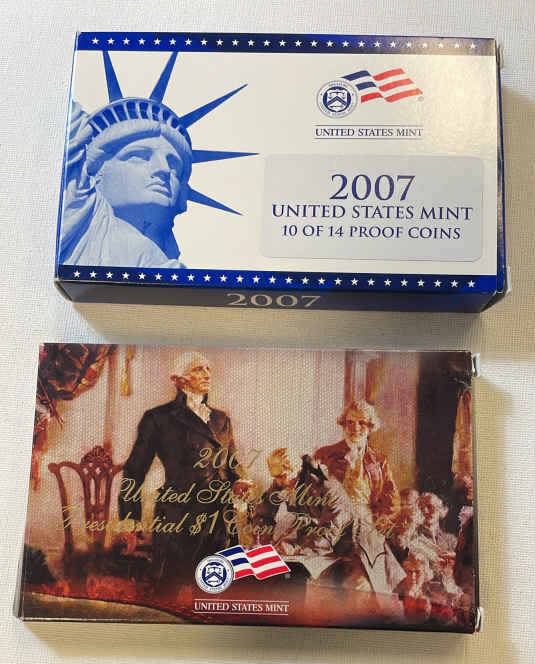 UNITED STATES MINT
2007
UNITED STATES MINT
10 OF 14 PROOF COINS
2007
2007
United States Mint
Presidential $1 Coin Proof Set
UNITED STATES MINT